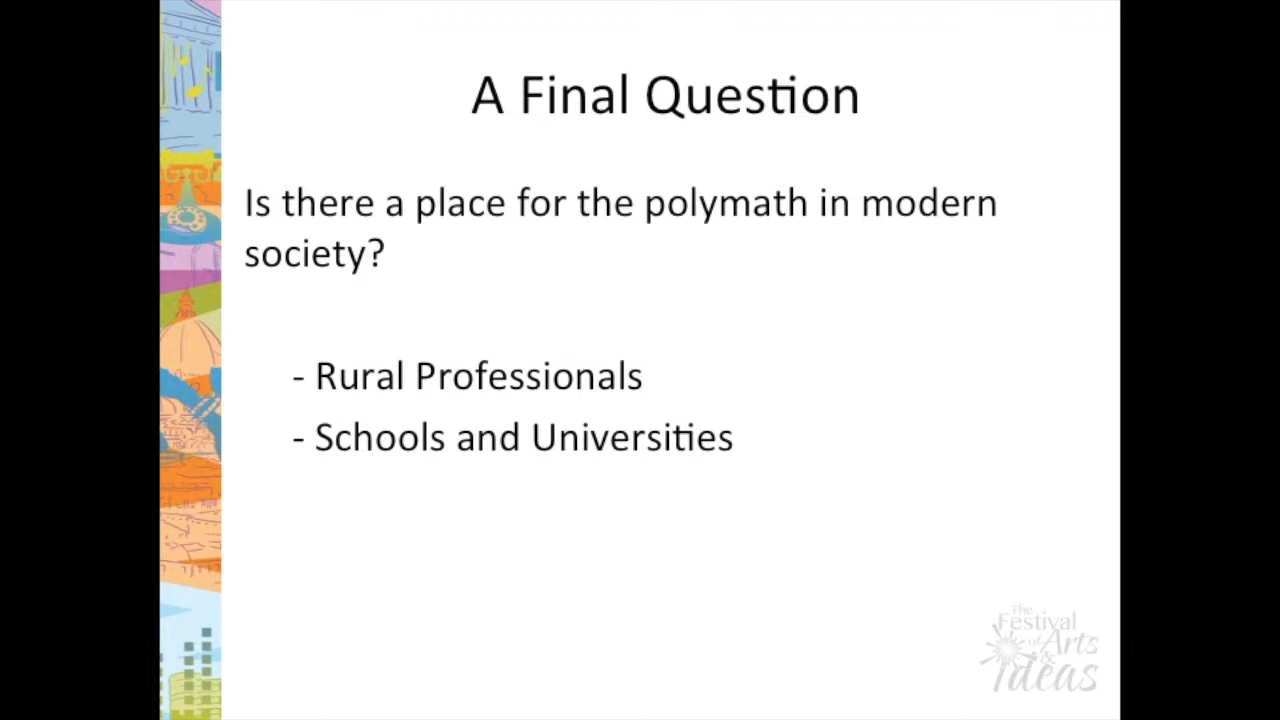 A Final Question
Is there a place for the polymath in modern
society?
- Rural Professionals
- Schools and Universities
The
Festival
of Arts
&
Ideas